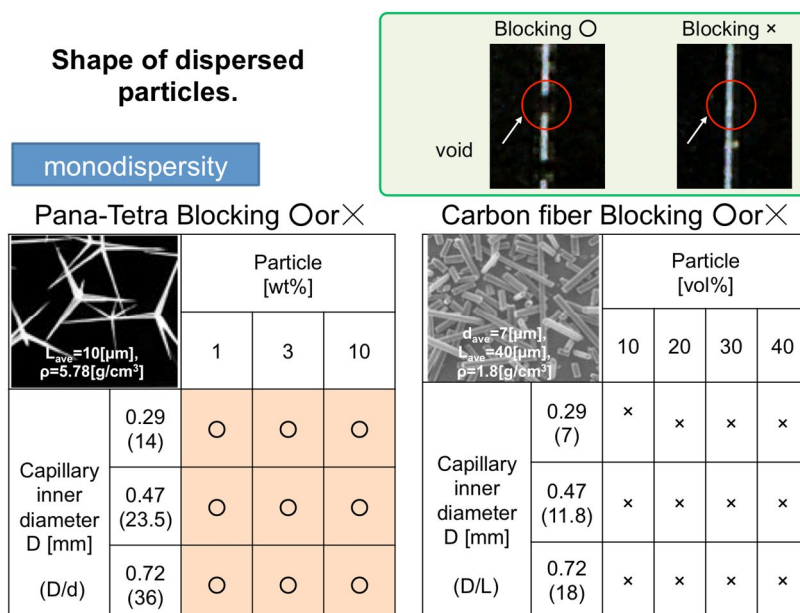 Shape of dispersed
particles.
monodispersity
Blocking ○
Blocking ×
void
Pana-Tetra Blocking ○or×
L_ave=10[μm],
ρ=5.78[g/cm³]
Particle
[wt%]
1 3 10
Capillary
inner
diameter
D [mm]
(D/d)
0.29
(14)
○ ○ ○
0.47
(23.5)
○ ○ ○
0.72
(36)
○ ○ ○
Carbon fiber Blocking ○or×
d_ave=7[μm],
L_ave=40[μm],
ρ=1.8[g/cm³]
Particle
[vol%]
10 20 30 40
Capillary
inner
diameter
D [mm]
(D/L)
0.29
(7)
× × × ×
0.47
(11.8)
× × × ×
0.72
(18)
× × × ×